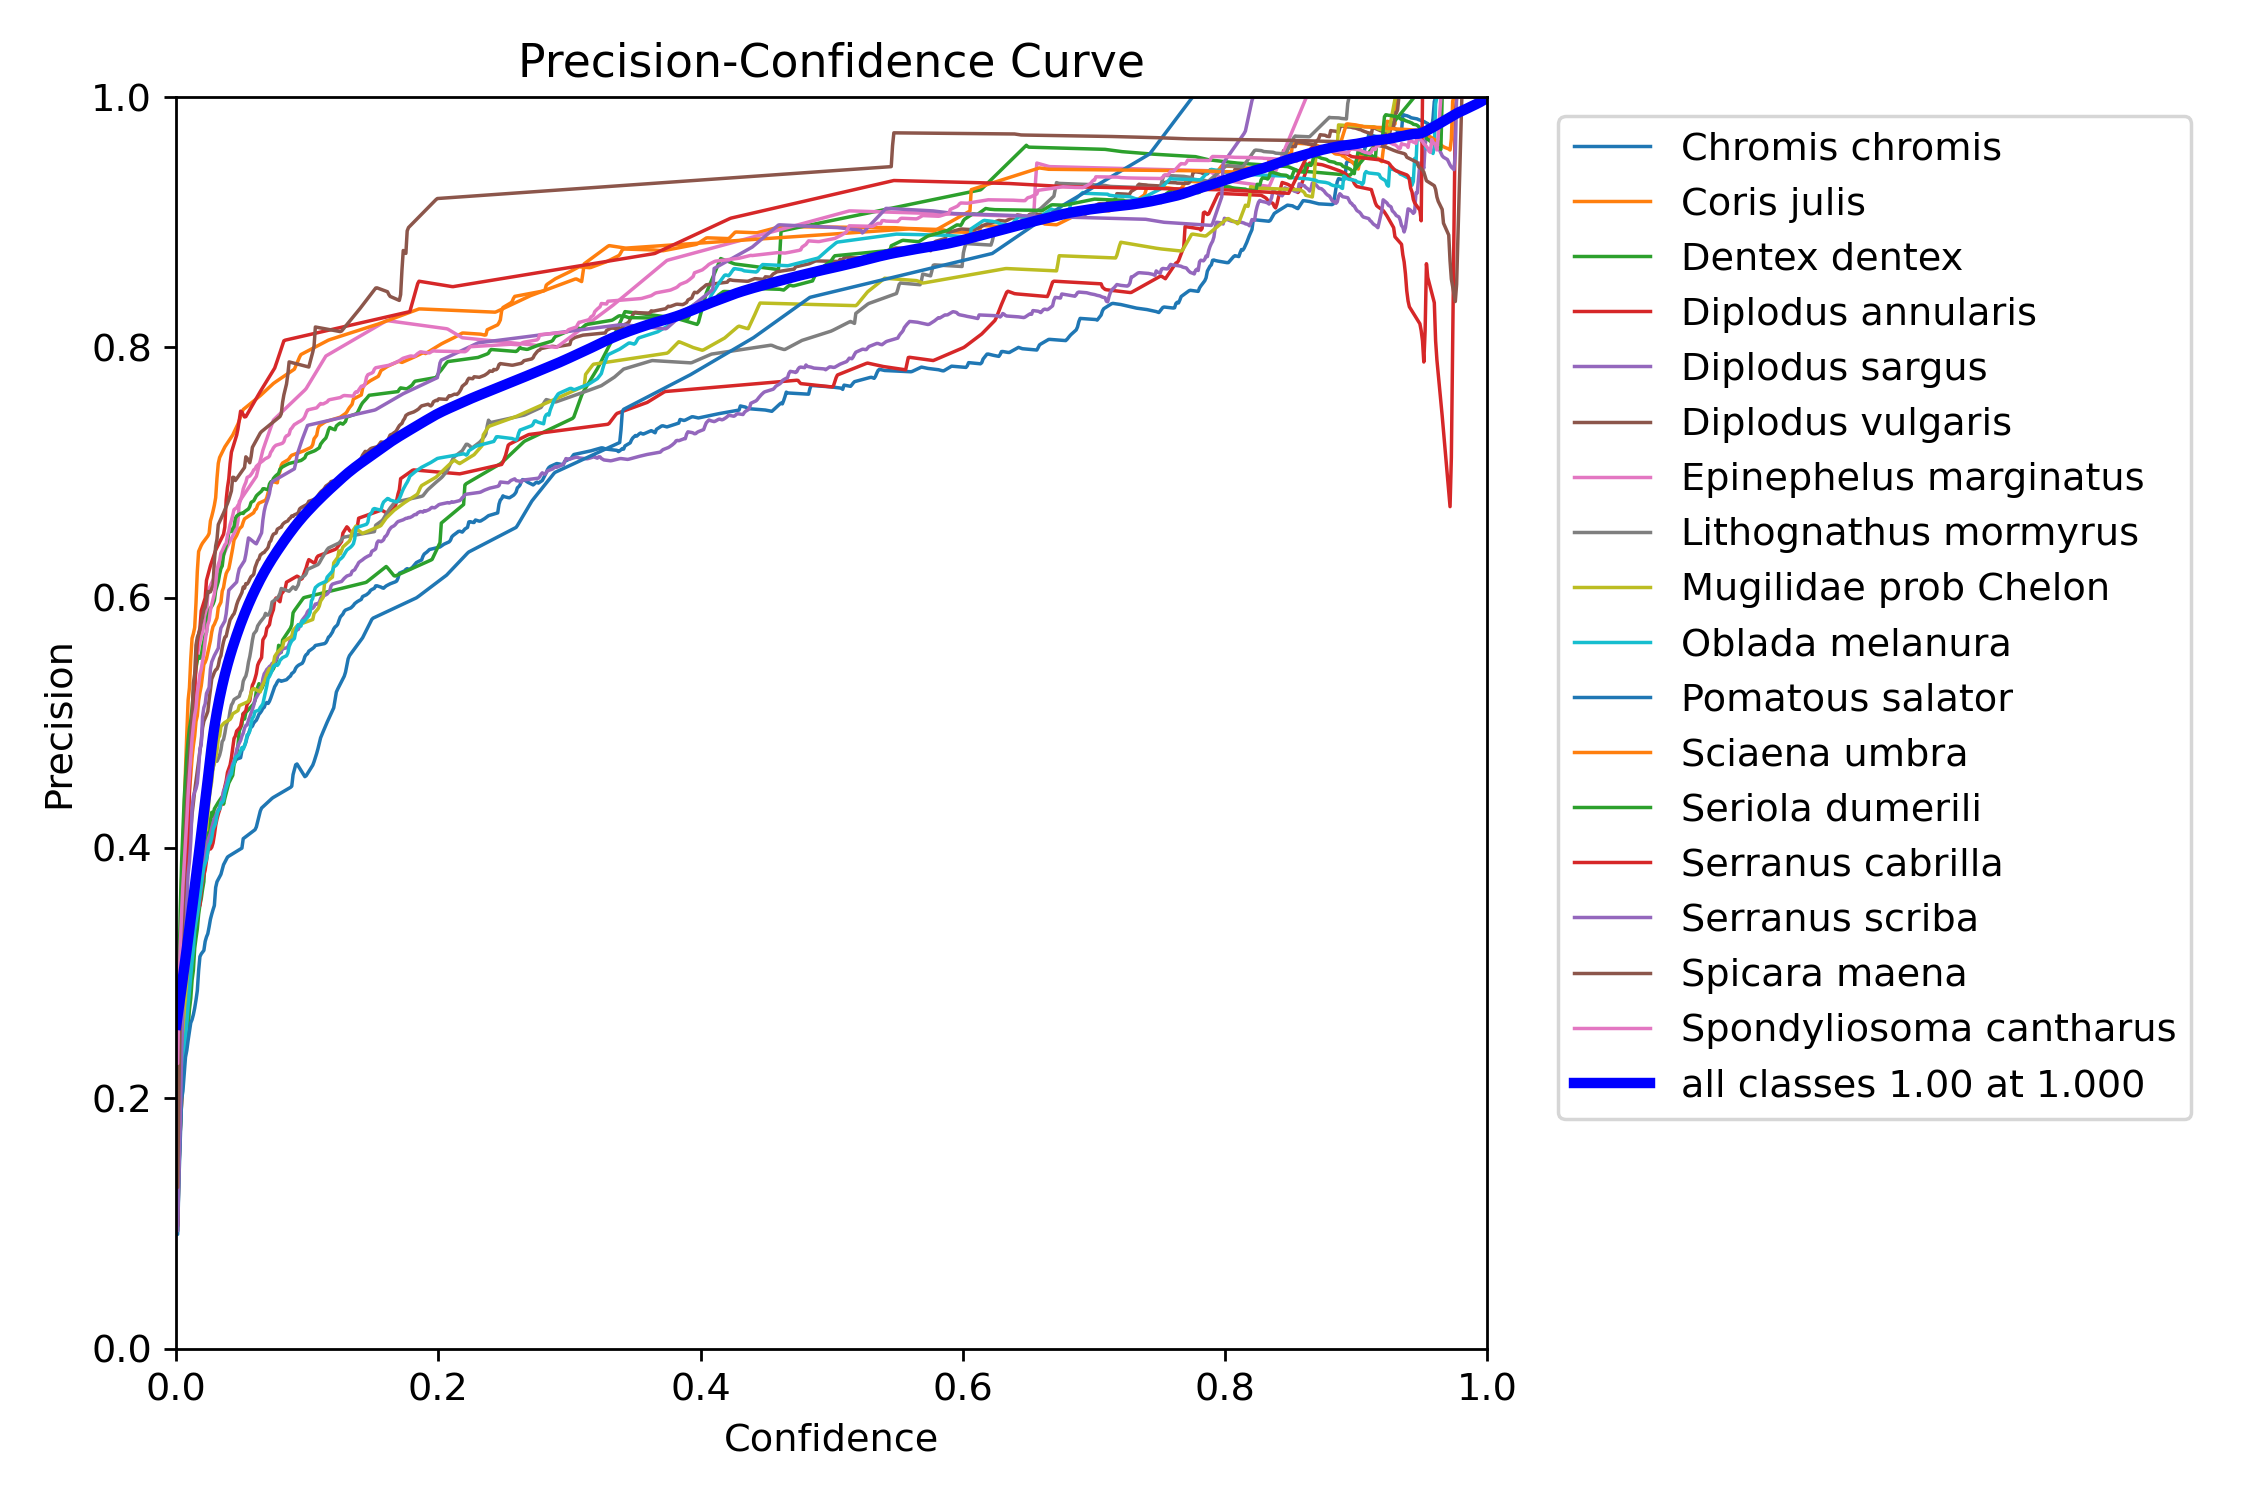 Precision-Confidence Curve
1.0
0.8
0.6
0.4
0.2
0.0
Precision
0.0 0.2 0.4 0.6 0.8 1.0
Confidence
Chromis chromis
Coris julis
Dentex dentex
Diplodus annularis
Diplodus sargus
Diplodus vulgaris
Epinephelus marginatus
Lithognathus mormyrus
Mugilidae prob Chelon
Oblada melanura
Pomatous salator
Sciaena umbra
Seriola dumerili
Serranus cabrilla
Serranus scriba
Spicara maena
Spondyliosoma cantharus
all classes 1.00 at 1.000